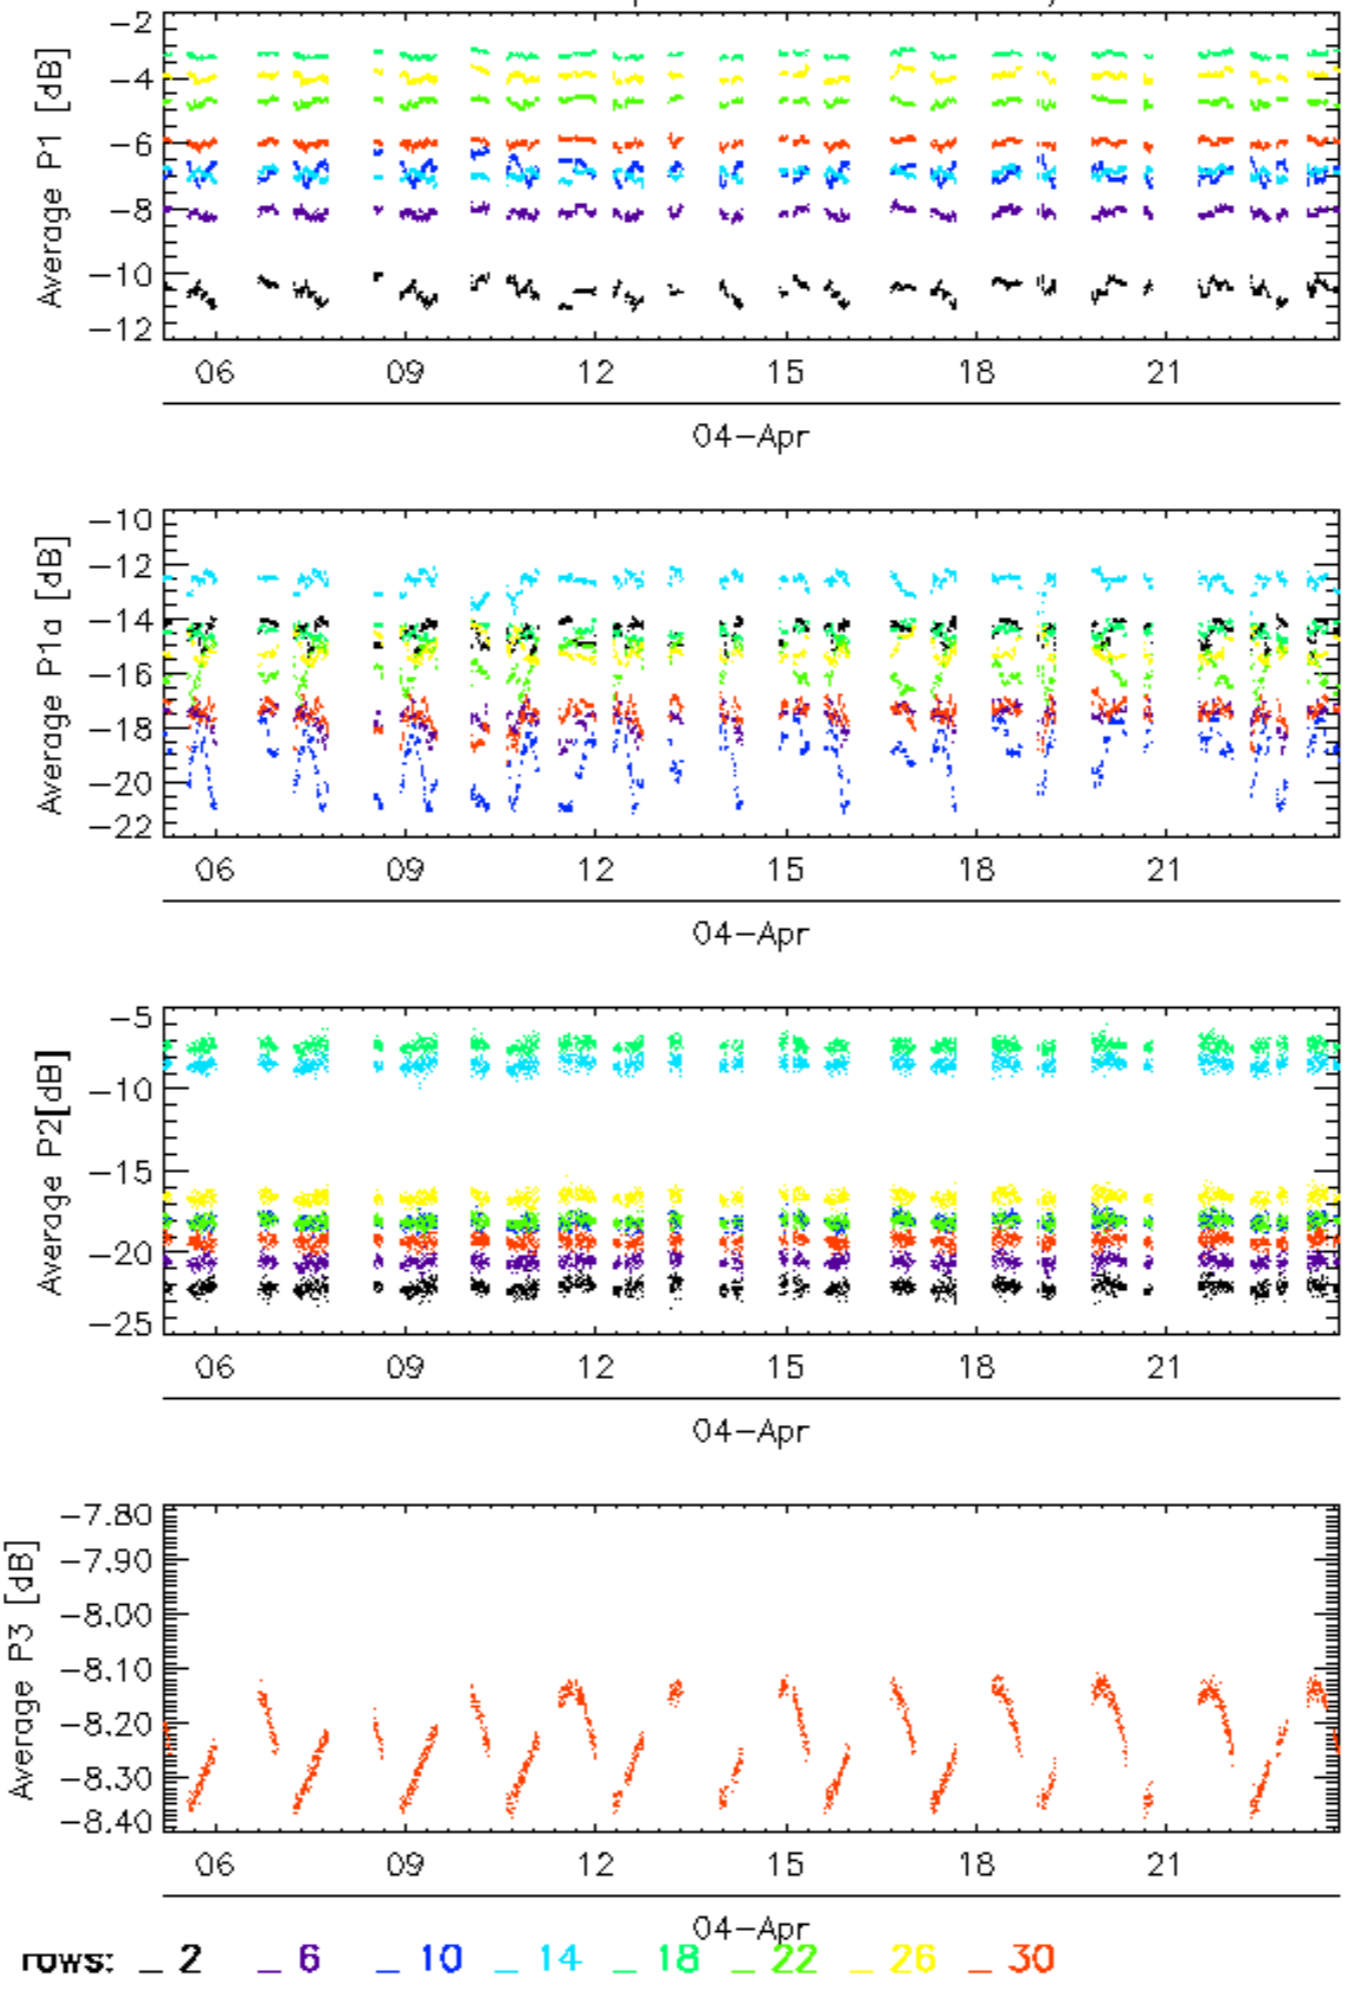 Average P1 [dB]
-2
-4
-6
-8
-10
-12
06 09 12 15 18 21
04-Apr
Average P1a [dB]
-10
-12
-14
-16
-18
-20
-22
06 09 12 15 18 21
04-Apr
Average P2[dB]
-5
-10
-15
-20
-25
06 09 12 15 18 21
04-Apr
Average P3 [dB]
-7.80
-7.90
-8.00
-8.10
-8.20
-8.30
-8.40
06 09 12 15 18 21
04-Apr
rows: _ 2 _ 6 _ 10 _ 14 _ 18 _ 22 _ 26 _ 30